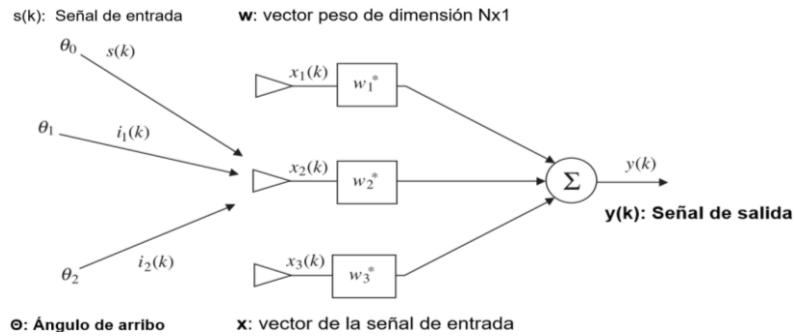 s(k): Señal de entrada
w: vector peso de dimensión Nx1
θ₀
s(k)
x₁(k)
w₁*
θ₁
i₁(k)
x₂(k)
w₂*
Σ
y(k)
y(k): Señal de salida
θ₂
i₂(k)
x₃(k)
w₃*
Θ: Ángulo de arribo
x: vector de la señal de entrada